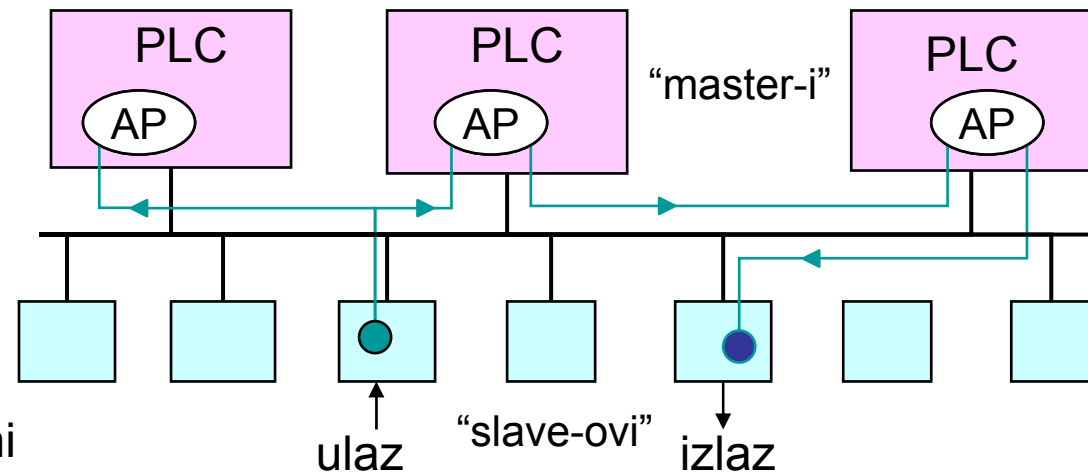 PLC
PLC
PLC
“master-i”
AP
AP
AP
ulaz
“slave-ovi”
izlaz